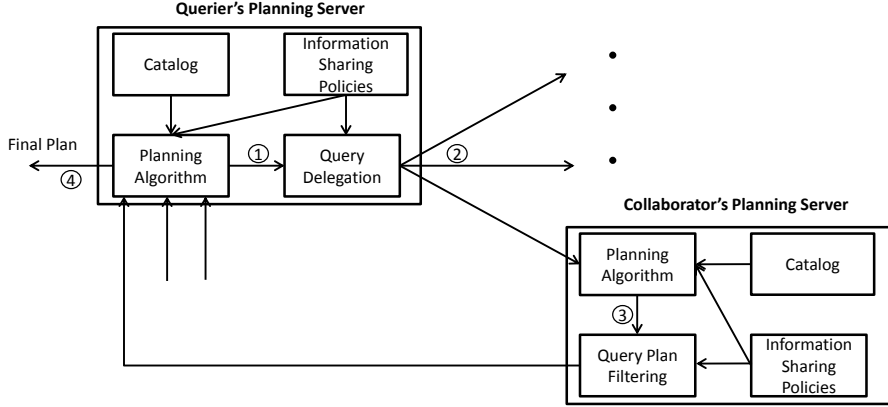 Querier's Planning Server
Catalog
Information
Sharing
Policies
Final Plan
Planning
Algorithm
①
Query
Delegation
②
④
Collaborator's Planning Server
Planning
Algorithm
Catalog
③
Query Plan
Filtering
Information
Sharing
Policies